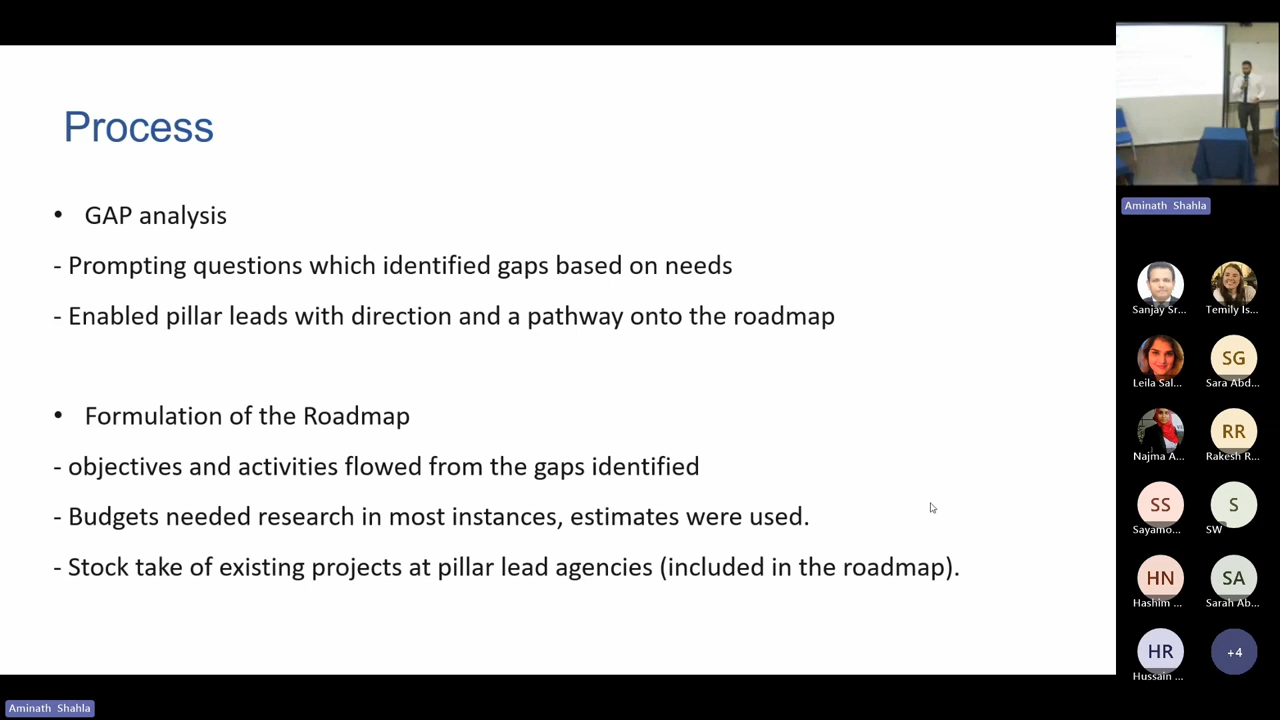 Process
• GAP analysis
- Prompting questions which identified gaps based on needs
- Enabled pillar leads with direction and a pathway onto the roadmap
• Formulation of the Roadmap
- objectives and activities flowed from the gaps identified
- Budgets needed research in most instances, estimates were used.
- Stock take of existing projects at pillar lead agencies (included in the roadmap).
Aminath Shahla
Aminath Shahla
Sanjay Sr...
Temily Is...
Leila Sal...
SG
Sara Abd...
Najma A...
RR
Rakesh R...
SS
Sayamo...
S
SW
HN
Hashim ...
SA
Sarah Ab...
HR
Hussain ...
+4